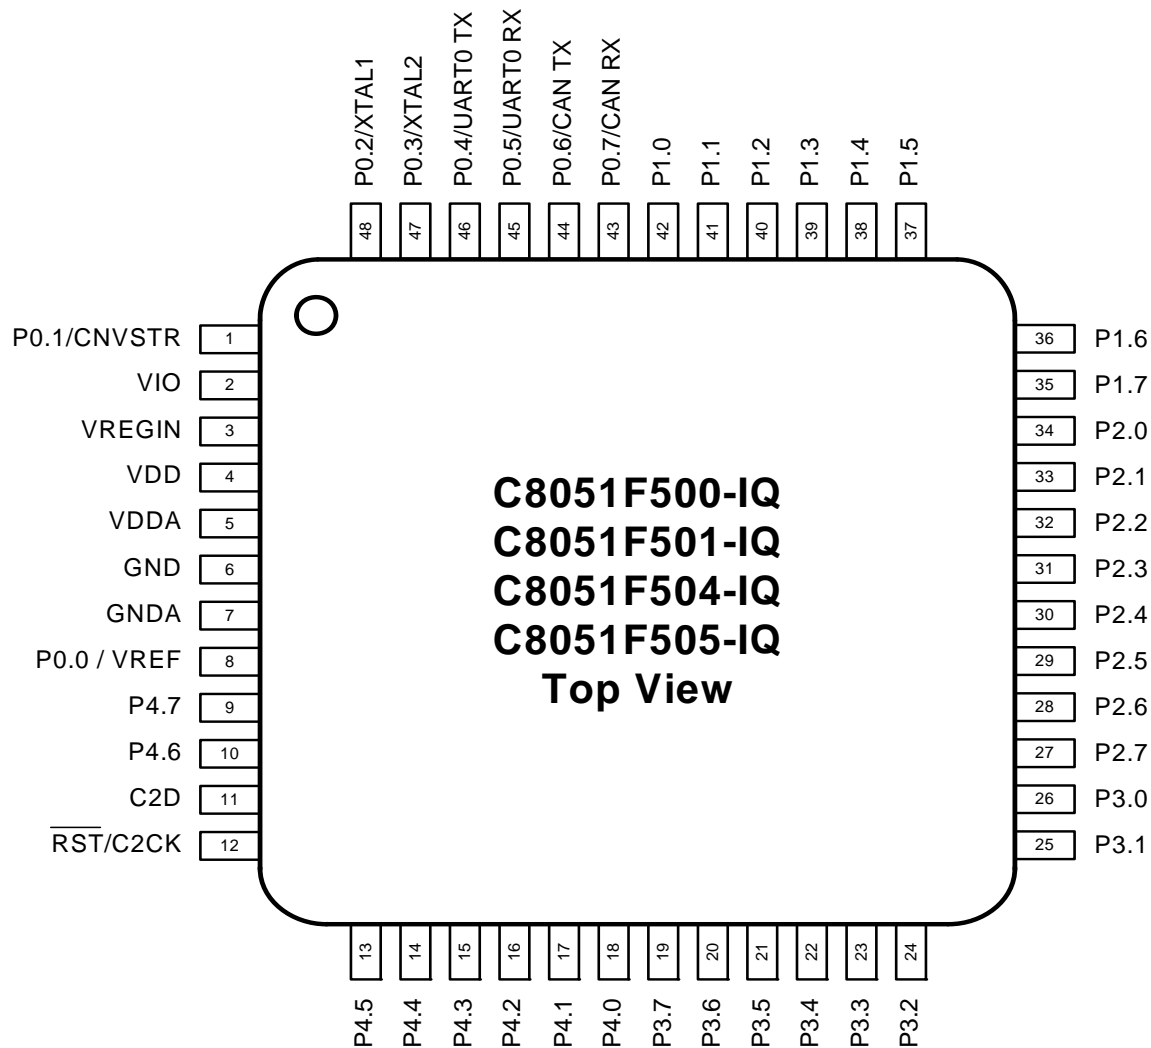 P0.2/XTAL1
P0.3/XTAL2
P0.4/UART0 TX
P0.5/UART0 RX
P0.6/CAN TX
P0.7/CAN RX
P1.0
P1.1
P1.2
P1.3
P1.4
P1.5
48
47
46
45
44
43
42
41
40
39
38
37
P0.1/CNVSTR 1
VIO 2
VREGIN 3
VDD 4
VDDA 5
GND 6
GNDA 7
P0.0 / VREF 8
P4.7 9
P4.6 10
C2D 11
RST/C2CK 12
C8051F500-IQ
C8051F501-IQ
C8051F504-IQ
C8051F505-IQ
Top View
36 P1.6
35 P1.7
34 P2.0
33 P2.1
32 P2.2
31 P2.3
30 P2.4
29 P2.5
28 P2.6
27 P2.7
26 P3.0
25 P3.1
13
14
15
16
17
18
19
20
21
22
23
24
P4.5
P4.4
P4.3
P4.2
P4.1
P4.0
P3.7
P3.6
P3.5
P3.4
P3.3
P3.2